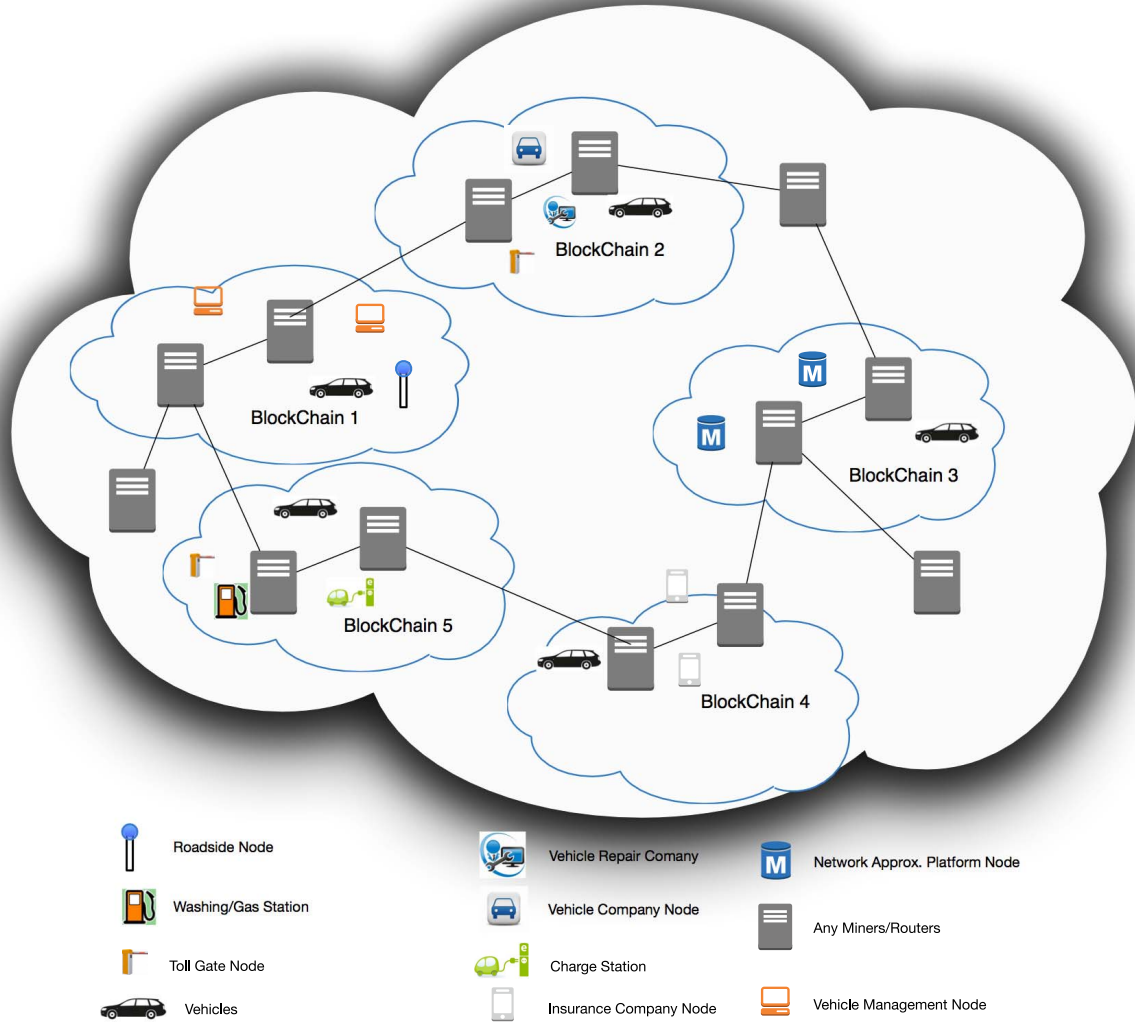 BlockChain 2
BlockChain 1
BlockChain 3
BlockChain 5
BlockChain 4
Roadside Node
Vehicle Repair Comany
M Network Approx. Platform Node
Washing/Gas Station
Vehicle Company Node
Any Miners/Routers
Toll Gate Node
Charge Station
Vehicles
Insurance Company Node
Vehicle Management Node
M
M